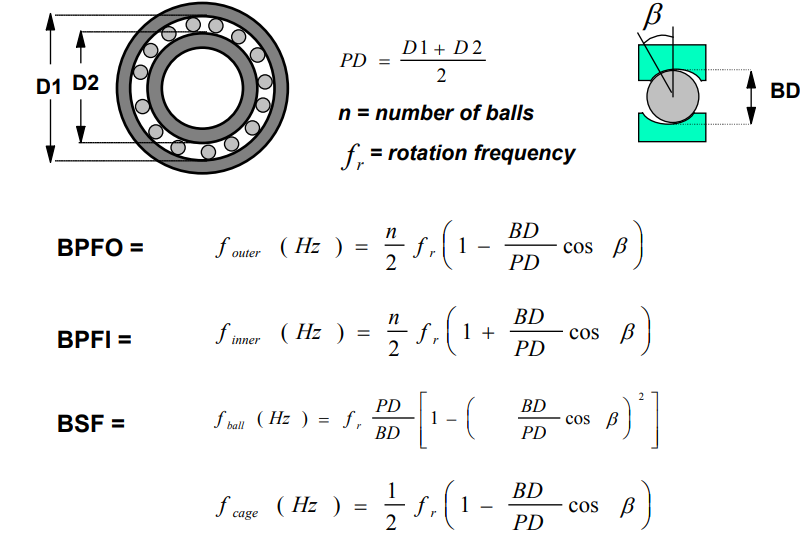 β
D1 D2
PD = (D1 + D2) / 2
BD
n = number of balls
f_r = rotation frequency
BPFO = f_outer ( Hz ) = n/2 f_r ( 1 − BD/PD cos β )
BPFI = f_inner ( Hz ) = n/2 f_r ( 1 + BD/PD cos β )
BSF = f_ball ( Hz ) = f_r PD/BD [ 1 − ( BD/PD cos β )^2 ]
f_cage ( Hz ) = 1/2 f_r ( 1 − BD/PD cos β )